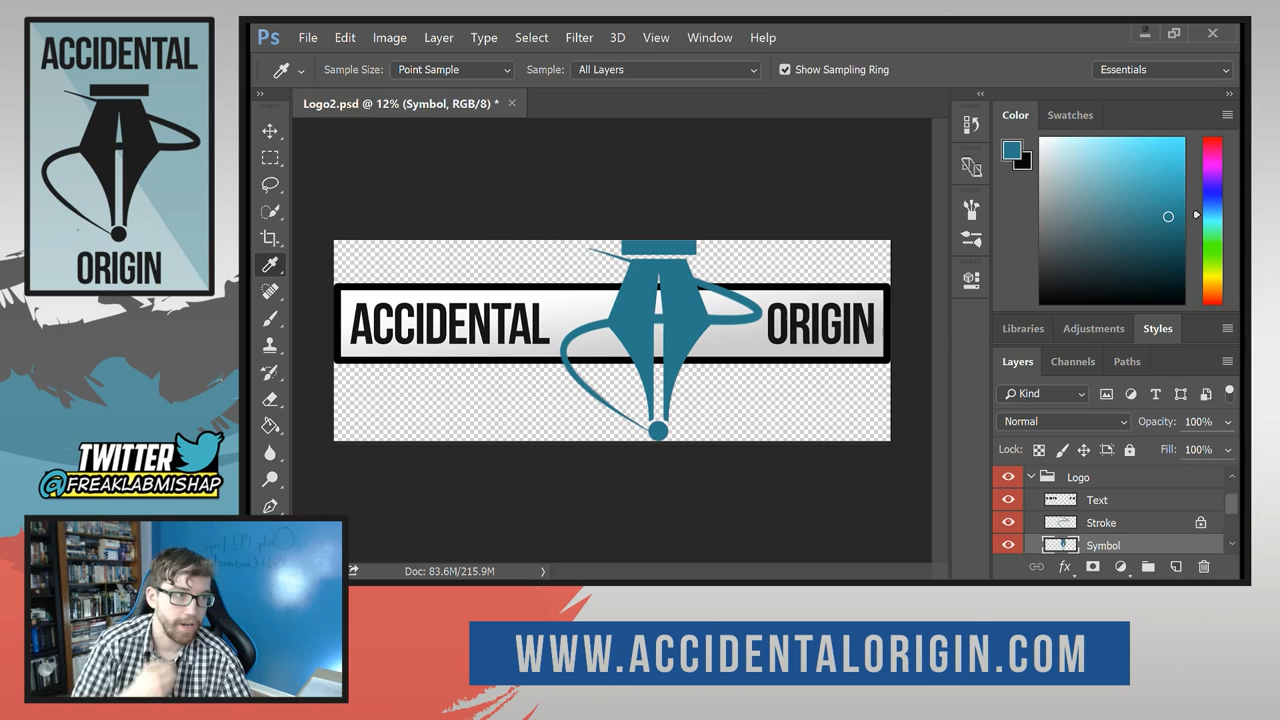 ACCIDENTAL
ORIGIN
Ps File Edit Image Layer Type Select Filter 3D View Window Help
Sample Size: Point Sample Sample: All Layers Show Sampling Ring Essentials
Logo2.psd @ 12% (Symbol, RGB/8) *
Color Swatches
ACCIDENTAL ORIGIN
Libraries Adjustments Styles
Layers Channels Paths
Kind
Normal Opacity: 100%
Lock: Fill: 100%
Logo
Text
Stroke
Symbol
Doc: 83.6M/215.9M
TWITTER
@FREAKLABMISHAP
WWW.ACCIDENTALORIGIN.COM